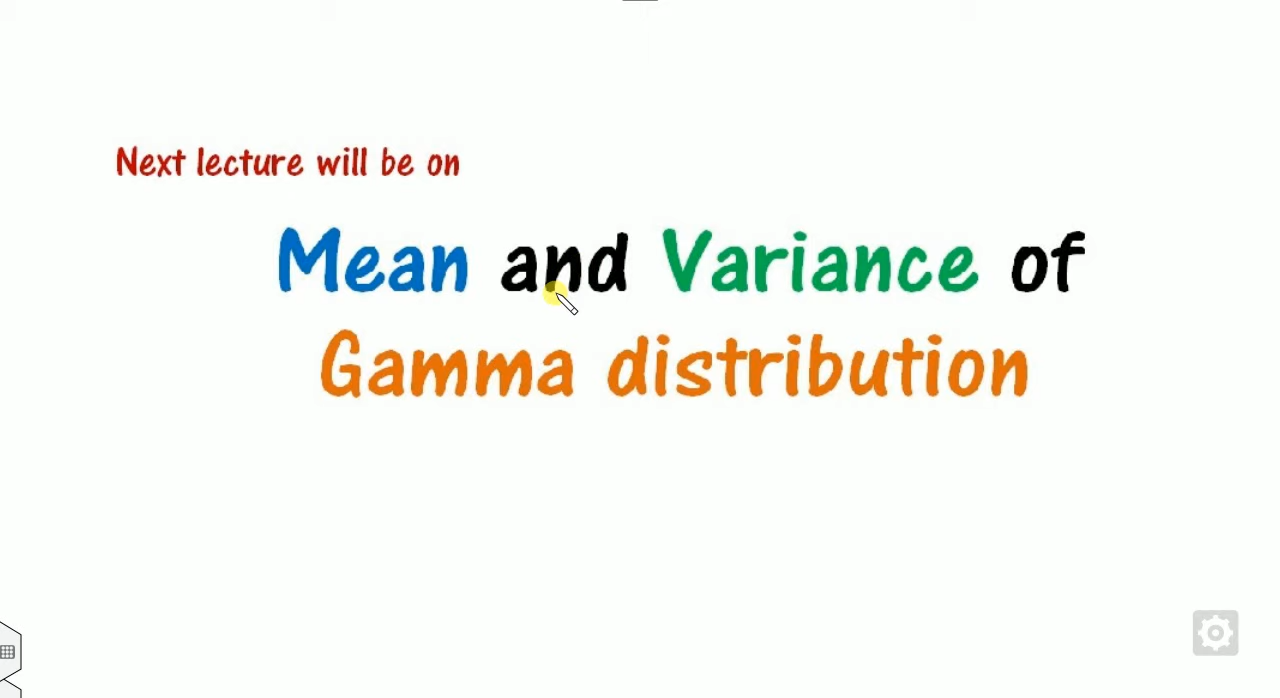 Next lecture will be on
Mean and Variance of
Gamma distribution